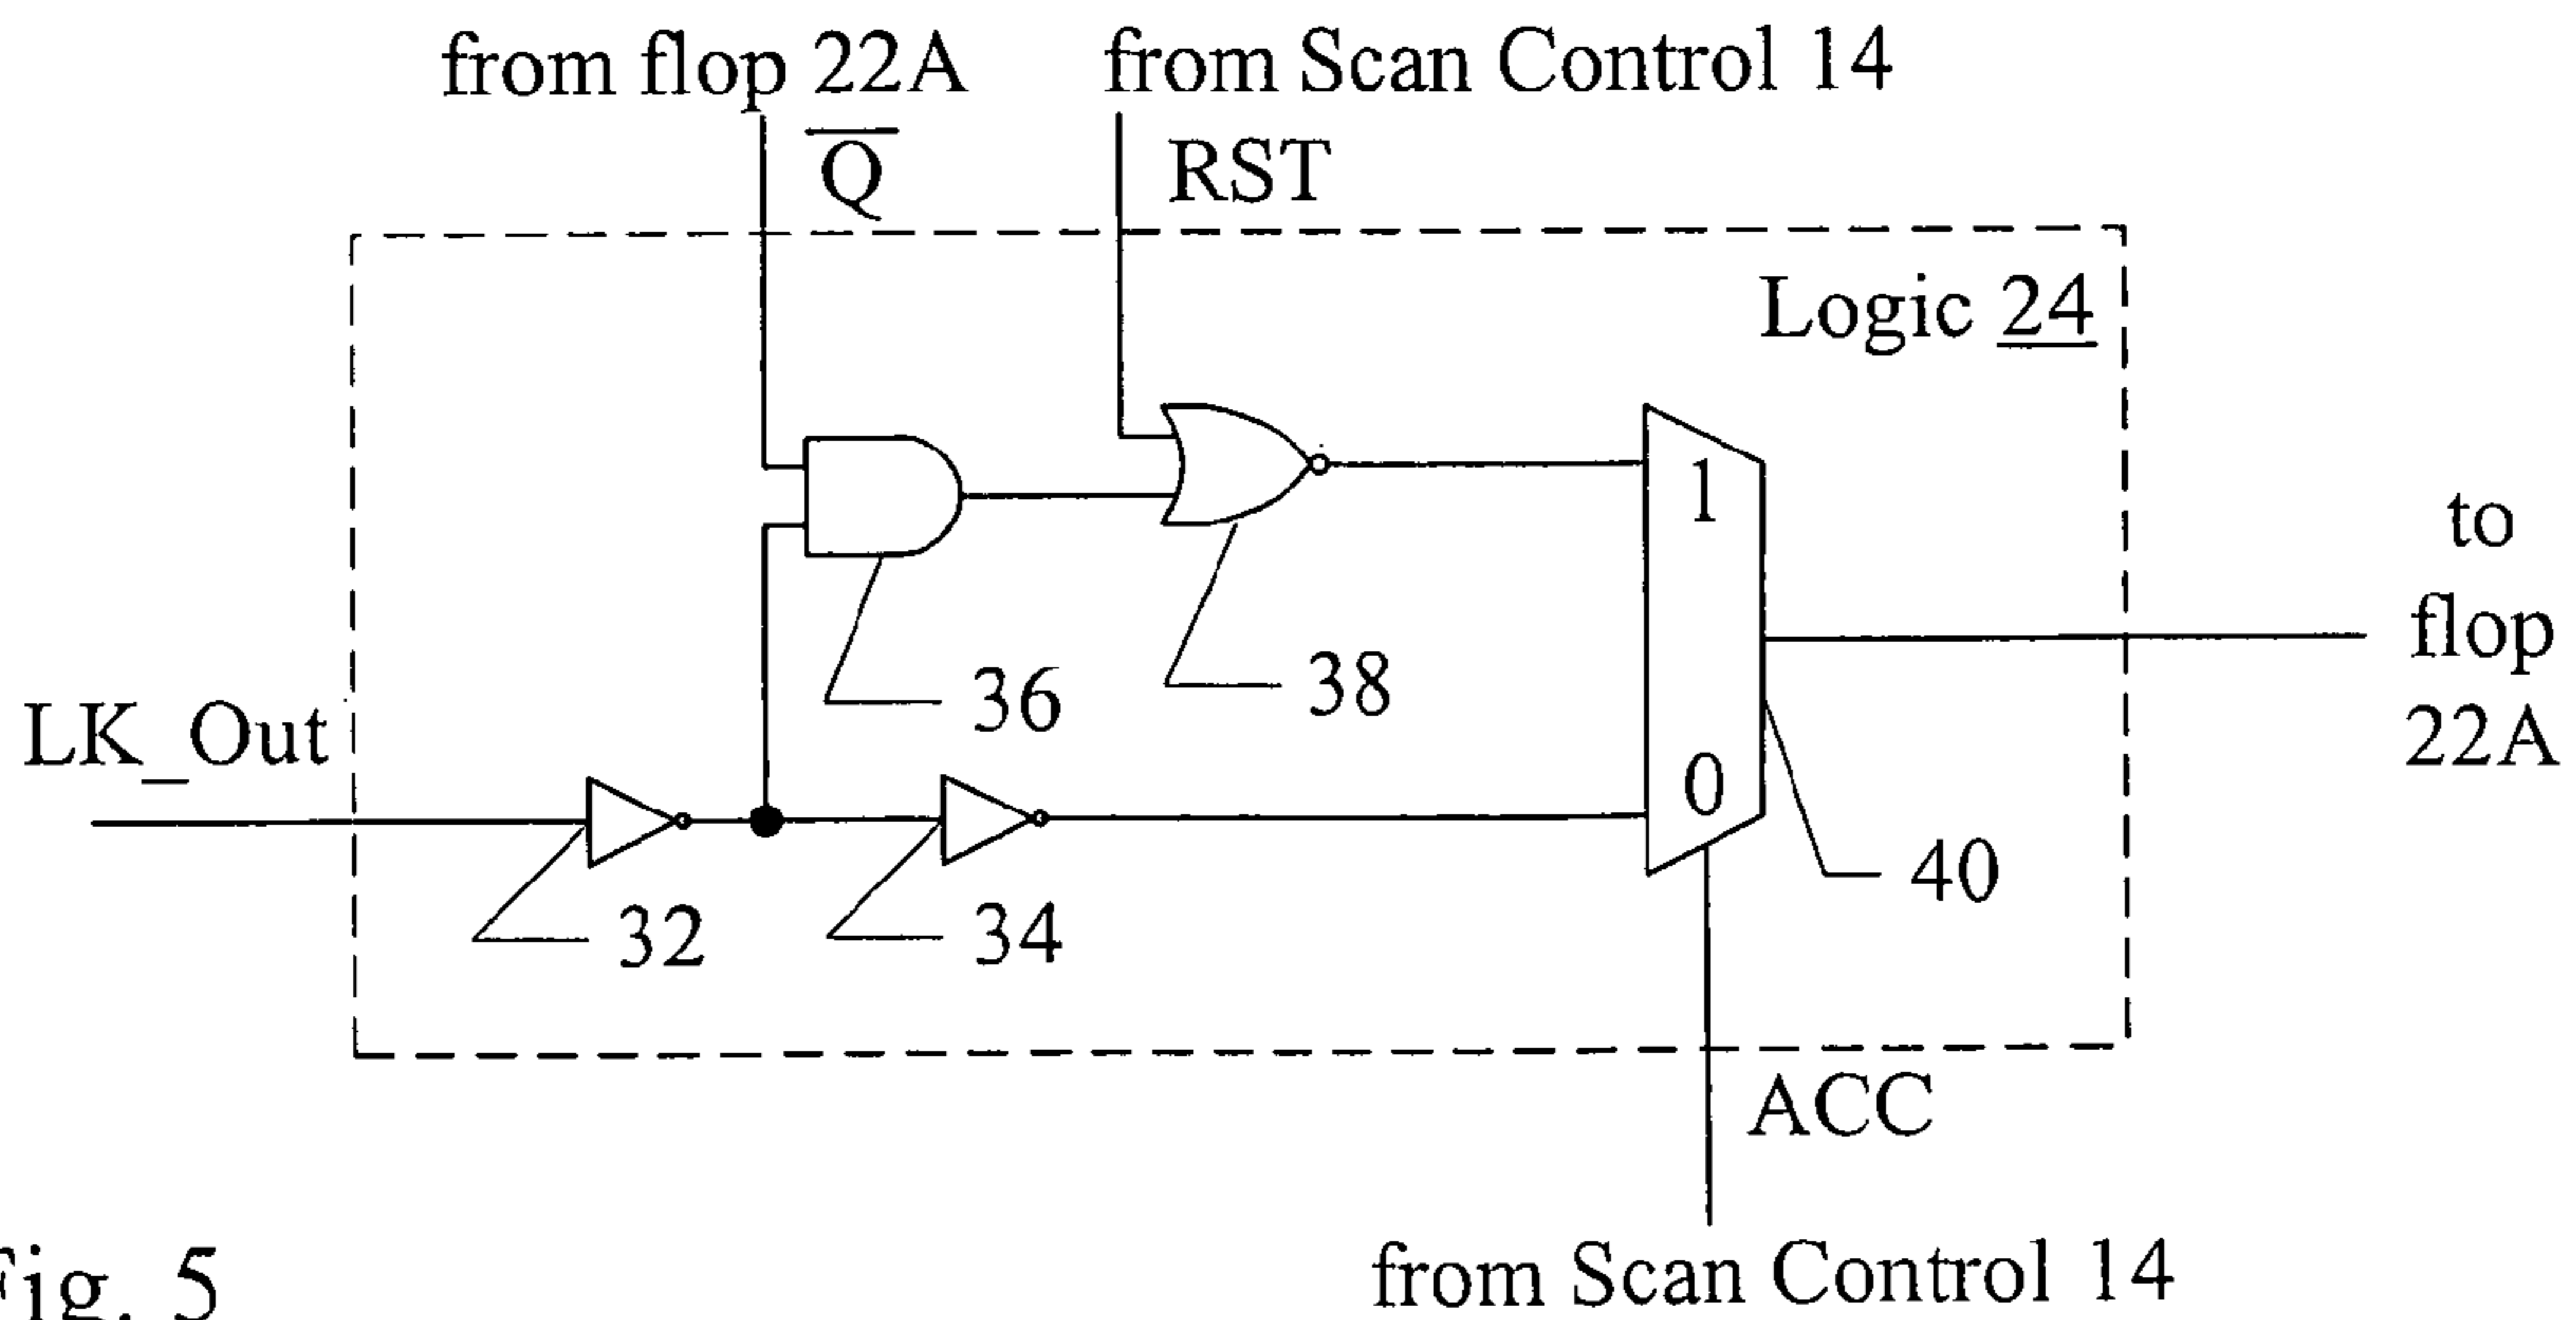 from flop 22A
from Scan Control 14
Q
RST
Logic 24
1
to
flop
22A
36
38
LK_Out
0
40
32
34
ACC
from Scan Control 14
Fig. 5